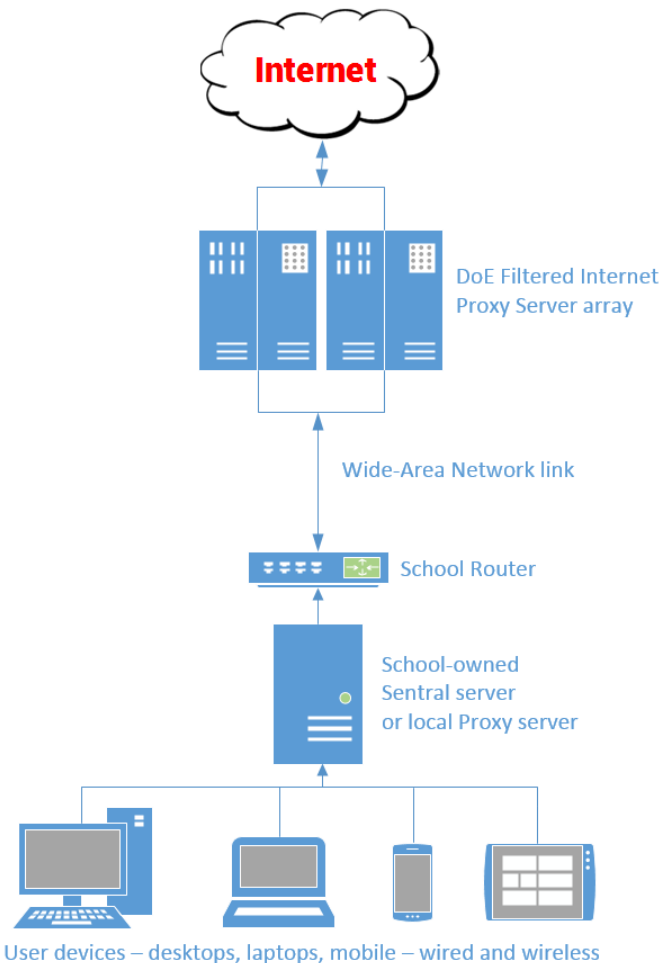 Internet
DoE Filtered Internet
Proxy Server array
Wide-Area Network link
School Router
School-owned
Sentral server
or local Proxy server
User devices – desktops, laptops, mobile – wired and wireless